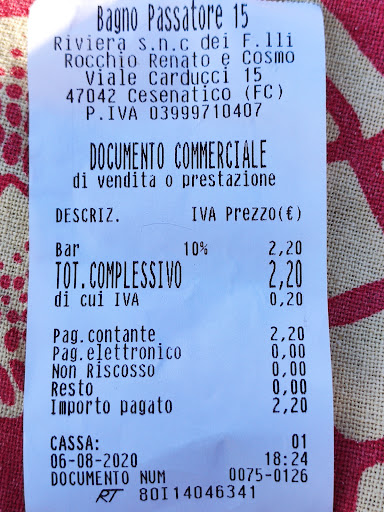 Bagno Passatore 15
Riviera s.n.c dei F.lli
Rocchio Renato e Cosmo
Viale Carducci 15
47042 Cesenatico (FC)
P.IVA 03999710407
DOCUMENTO COMMERCIALE
di vendita o prestazione
DESCRIZ. IVA Prezzo(€)
Bar 10% 2,20
TOT.COMPLESSIVO 2,20
di cui IVA 0,20
Pag.contante 2,20
Pag.elettronico 0,00
Non Riscosso 0,00
Resto 0,00
Importo pagato 2,20
CASSA: 01
06-08-2020 18:24
DOCUMENTO NUM 0075-0126
RT 80I14046341